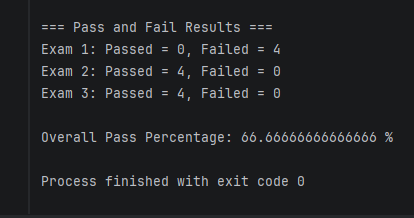 === Pass and Fail Results ===
Exam 1: Passed = 0, Failed = 4
Exam 2: Passed = 4, Failed = 0
Exam 3: Passed = 4, Failed = 0
Overall Pass Percentage: 66.66666666666666 %
Process finished with exit code 0